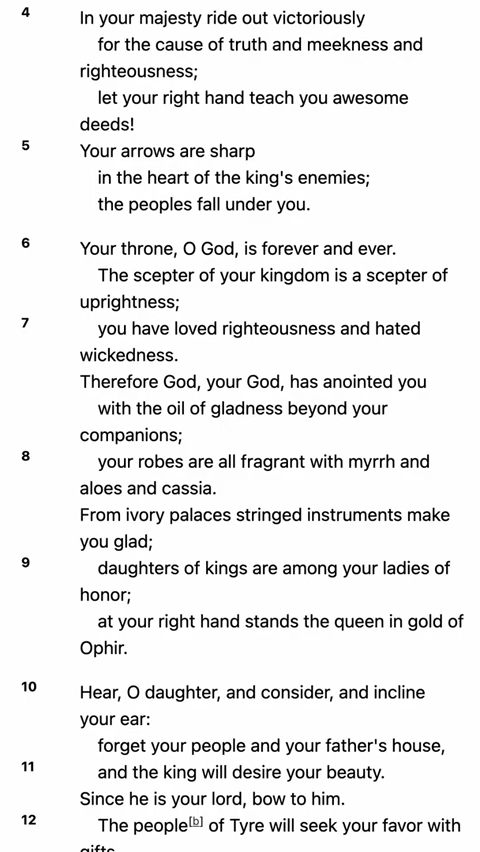 4 In your majesty ride out victoriously
for the cause of truth and meekness and
righteousness;
let your right hand teach you awesome
deeds!
5 Your arrows are sharp
in the heart of the king's enemies;
the peoples fall under you.
6 Your throne, O God, is forever and ever.
The scepter of your kingdom is a scepter of
uprightness;
7 you have loved righteousness and hated
wickedness.
Therefore God, your God, has anointed you
with the oil of gladness beyond your
companions;
8 your robes are all fragrant with myrrh and
aloes and cassia.
From ivory palaces stringed instruments make
you glad;
9 daughters of kings are among your ladies of
honor;
at your right hand stands the queen in gold of
Ophir.
10 Hear, O daughter, and consider, and incline
your ear:
forget your people and your father's house,
11 and the king will desire your beauty.
Since he is your lord, bow to him.
12 The people[b] of Tyre will seek your favor with
gifts